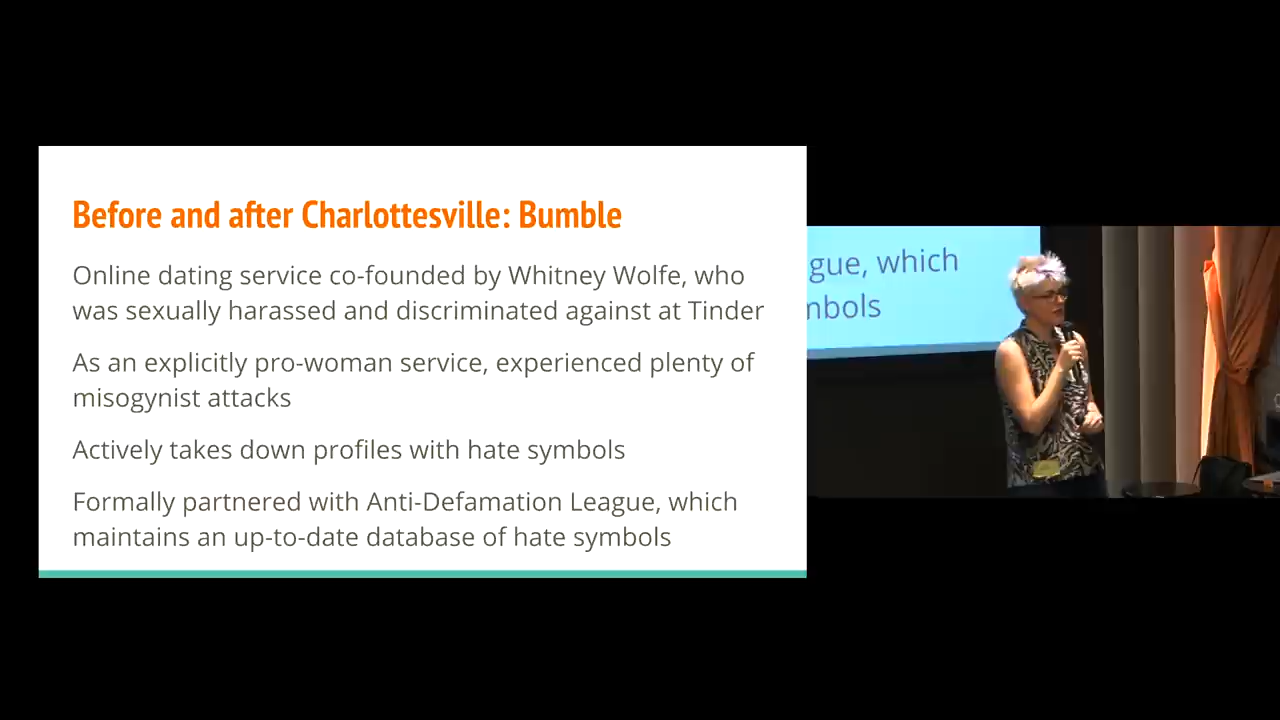 Before and after Charlottesville: Bumble
Online dating service co-founded by Whitney Wolfe, who
was sexually harassed and discriminated against at Tinder
As an explicitly pro-woman service, experienced plenty of
misogynist attacks
Actively takes down profiles with hate symbols
Formally partnered with Anti-Defamation League, which
maintains an up-to-date database of hate symbols
gue, which
mbols